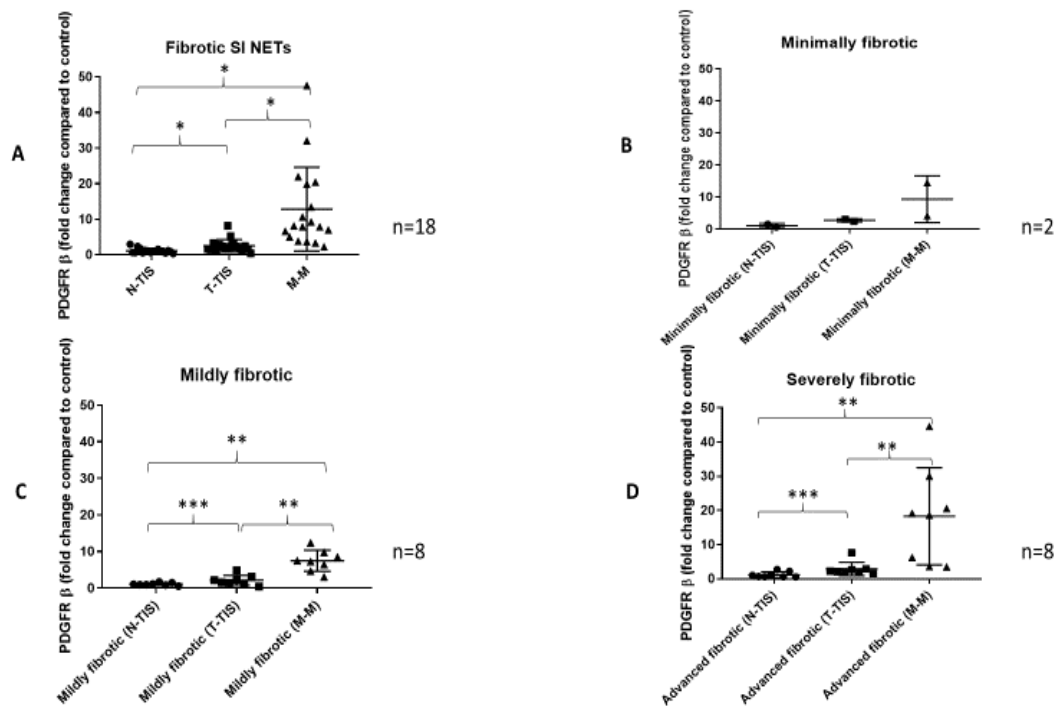 A
Fibrotic SI NETs
PDGFR β (fold change compared to control)
50
40
30
20
10
0
*
*
*
N-TIS
T-TIS
M-M
n=18
B
Minimally fibrotic
PDGFR β (fold change compared to control)
50
40
30
20
10
0
Minimally fibrotic (N-TIS)
Minimally fibrotic (T-TIS)
Minimally fibrotic (M-M)
n=2
C
Mildly fibrotic
PDGFR β (fold change compared to control)
50
40
30
20
10
0
**
***
**
Mildly fibrotic (N-TIS)
Mildly fibrotic (T-TIS)
Mildly fibrotic (M-M)
n=8
D
Severely fibrotic
PDGFR β (fold change compared to control)
50
40
30
20
10
0
**
**
***
Advanced fibrotic (N-TIS)
Advanced fibrotic (T-TIS)
Advanced fibrotic (M-M)
n=8